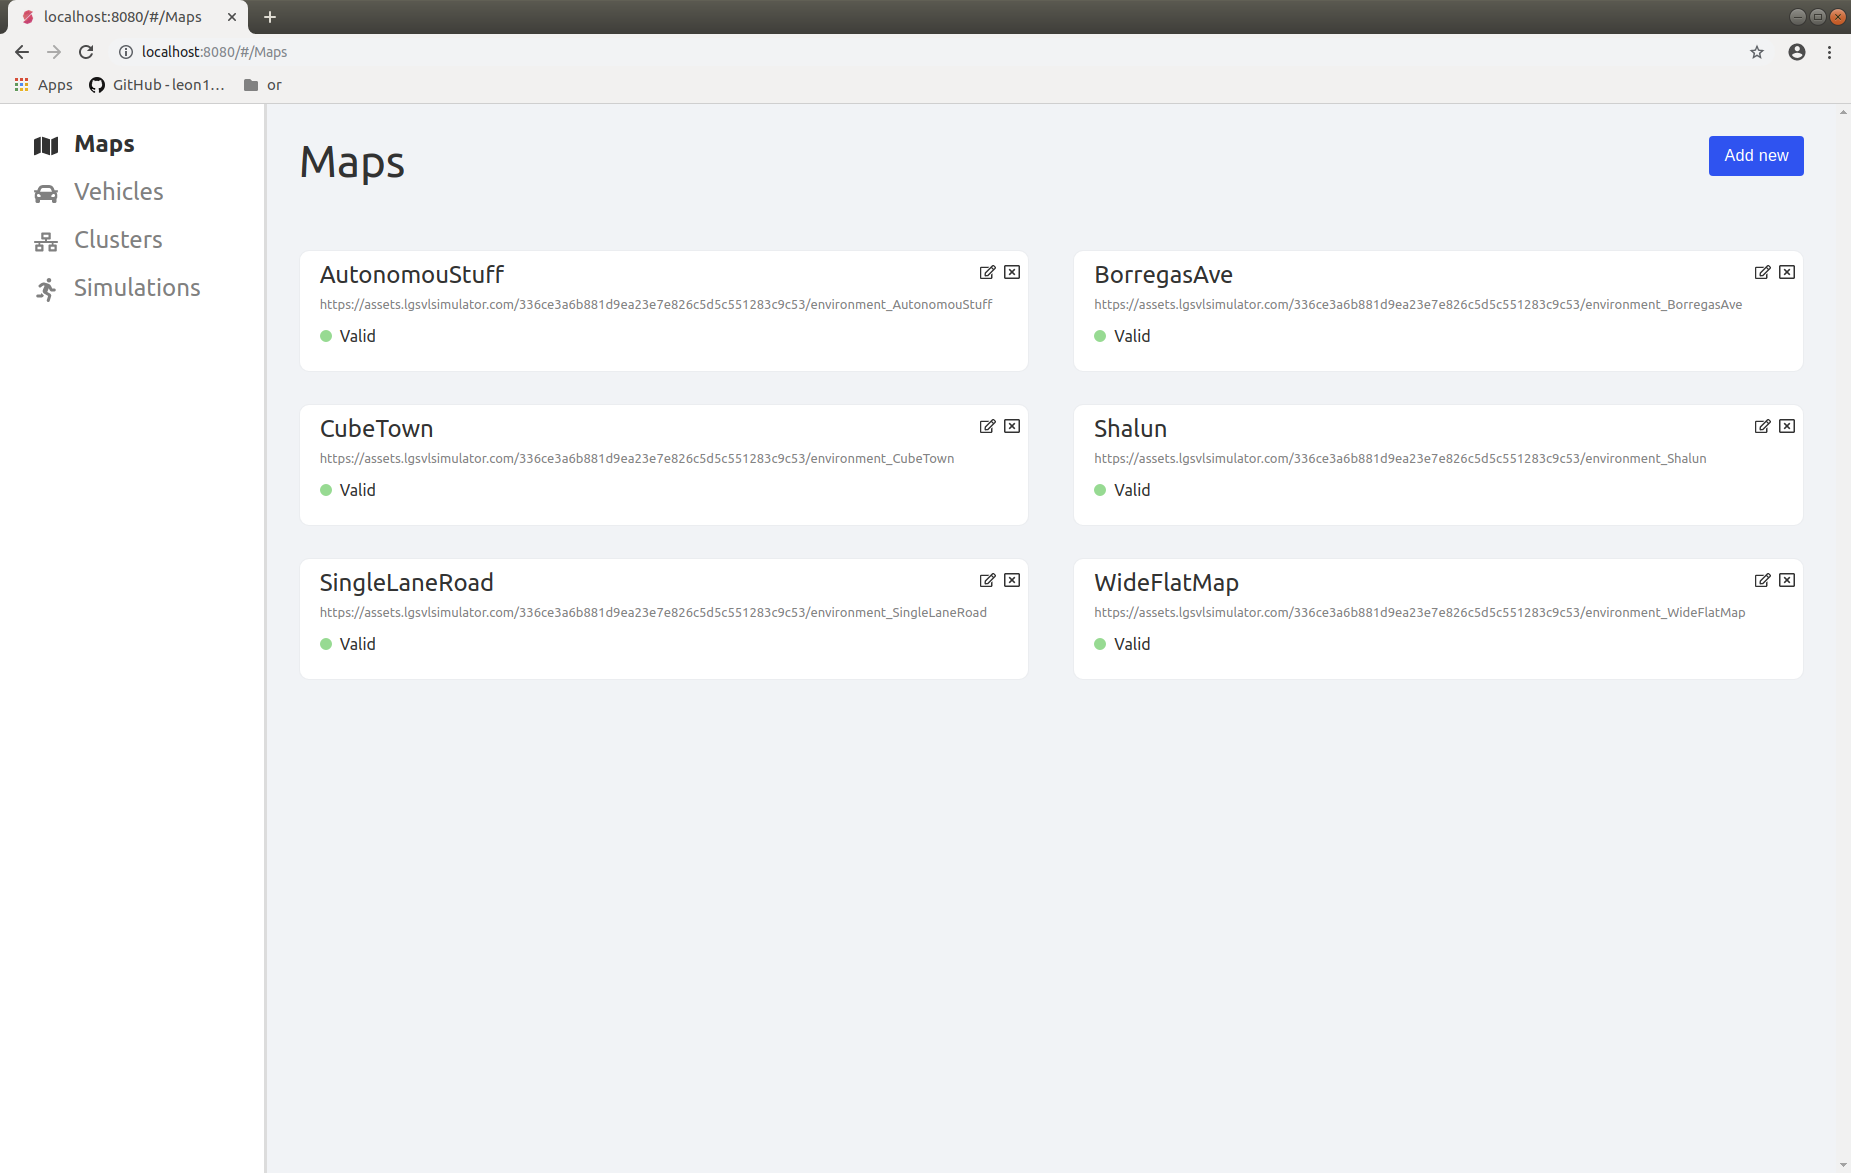 localhost:8080/#/Maps
localhost:8080/#/Maps
Apps GitHub - leon1... or
Maps
Vehicles
Clusters
Simulations
Maps
Add new
AutonomouStuff
https://assets.lgsvlsimulator.com/336ce3a6b881d9ea23e7e826c5d5c551283c9c53/environment_AutonomouStuff
Valid
BorregasAve
https://assets.lgsvlsimulator.com/336ce3a6b881d9ea23e7e826c5d5c551283c9c53/environment_BorregasAve
Valid
CubeTown
https://assets.lgsvlsimulator.com/336ce3a6b881d9ea23e7e826c5d5c551283c9c53/environment_CubeTown
Valid
Shalun
https://assets.lgsvlsimulator.com/336ce3a6b881d9ea23e7e826c5d5c551283c9c53/environment_Shalun
Valid
SingleLaneRoad
https://assets.lgsvlsimulator.com/336ce3a6b881d9ea23e7e826c5d5c551283c9c53/environment_SingleLaneRoad
Valid
WideFlatMap
https://assets.lgsvlsimulator.com/336ce3a6b881d9ea23e7e826c5d5c551283c9c53/environment_WideFlatMap
Valid